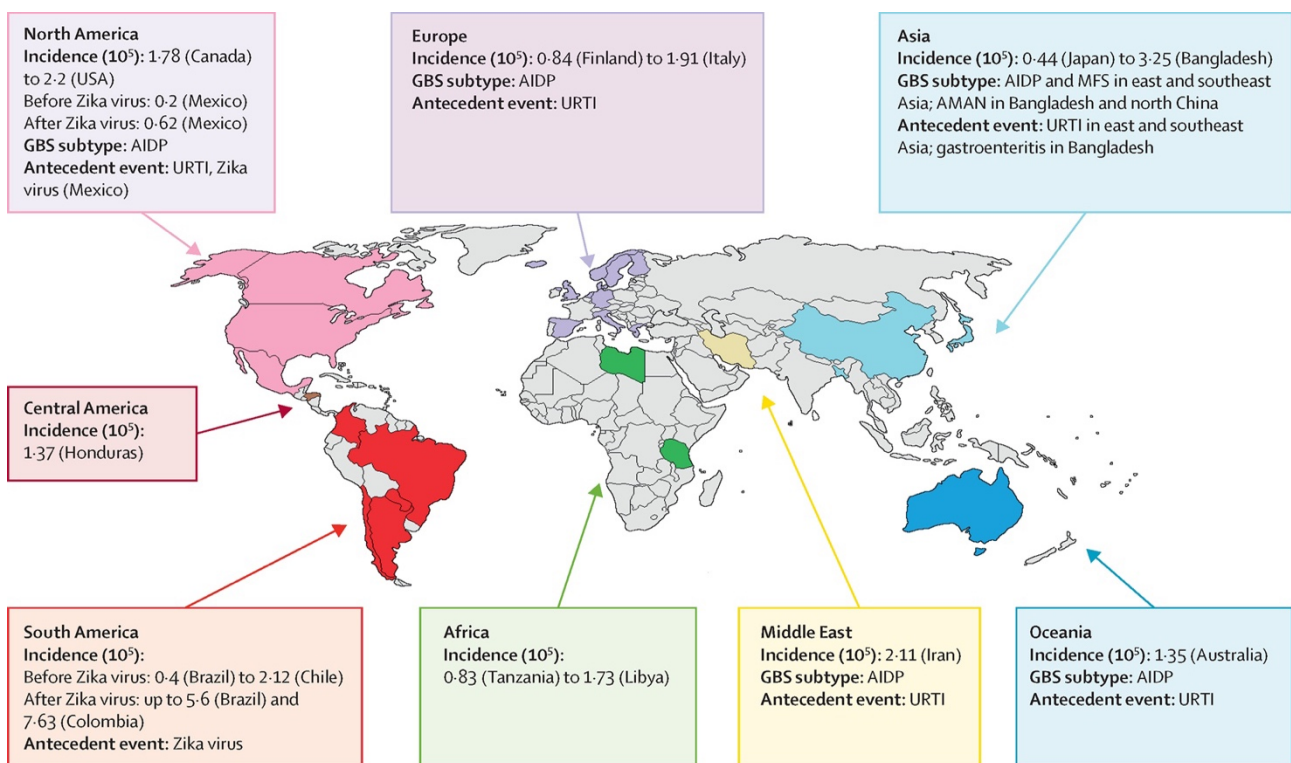 North America
Incidence (10⁵): 1·78 (Canada)
to 2·2 (USA)
Before Zika virus: 0·2 (Mexico)
After Zika virus: 0·62 (Mexico)
GBS subtype: AIDP
Antecedent event: URTI, Zika
virus (Mexico)
Europe
Incidence (10⁵): 0·84 (Finland) to 1·91 (Italy)
GBS subtype: AIDP
Antecedent event: URTI
Asia
Incidence (10⁵): 0·44 (Japan) to 3·25 (Bangladesh)
GBS subtype: AIDP and MFS in east and southeast
Asia; AMAN in Bangladesh and north China
Antecedent event: URTI in east and southeast
Asia; gastroenteritis in Bangladesh
Central America
Incidence (10⁵):
1·37 (Honduras)
South America
Incidence (10⁵):
Before Zika virus: 0·4 (Brazil) to 2·12 (Chile)
After Zika virus: up to 5·6 (Brazil) and
7·63 (Colombia)
Antecedent event: Zika virus
Africa
Incidence (10⁵):
0·83 (Tanzania) to 1·73 (Libya)
Middle East
Incidence (10⁵): 2·11 (Iran)
GBS subtype: AIDP
Antecedent event: URTI
Oceania
Incidence (10⁵): 1·35 (Australia)
GBS subtype: AIDP
Antecedent event: URTI